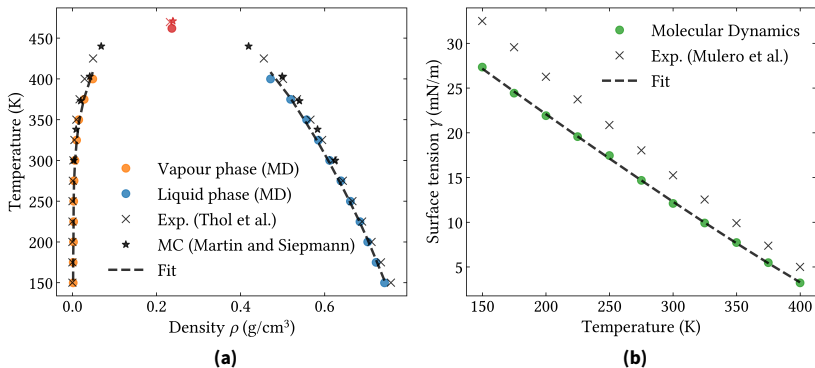 450
400
350
300
250
200
150
Temperature (K)
0.0 0.2 0.4 0.6
Density ρ (g/cm³)
Vapour phase (MD)
Liquid phase (MD)
Exp. (Thol et al.)
MC (Martin and Siepmann)
Fit
(a)
30
25
20
15
10
5
Surface tension γ (mN/m)
150 200 250 300 350 400
Temperature (K)
Molecular Dynamics
Exp. (Mulero et al.)
Fit
(b)